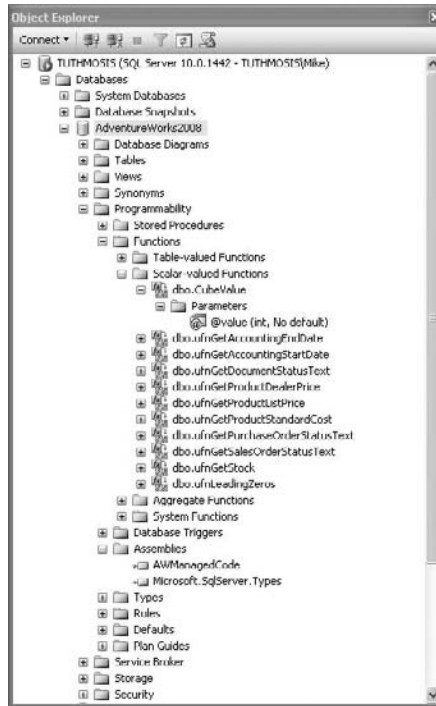 Object Explorer
Connect
TUTHMOSIS (SQL Server 10.0.1442 - TUTHMOSIS\Mike)
Databases
System Databases
Database Snapshots
AdventureWorks2008
Database Diagrams
Tables
Views
Synonyms
Programmability
Stored Procedures
Functions
Table-valued Functions
Scalar-valued Functions
dbo.CubeValue
Parameters
@value (int, No default)
dbo.ufnGetAccountingEndDate
dbo.ufnGetAccountingStartDate
dbo.ufnGetDocumentStatusText
dbo.ufnGetProductDealerPrice
dbo.ufnGetProductListPrice
dbo.ufnGetProductStandardCost
dbo.ufnGetPurchaseOrderStatusText
dbo.ufnGetSalesOrderStatusText
dbo.ufnGetStock
dbo.ufnLeadingZeros
Aggregate Functions
System Functions
Database Triggers
Assemblies
AWManagedCode
Microsoft.SqlServer.Types
Types
Rules
Defaults
Plan Guides
Service Broker
Storage
Security